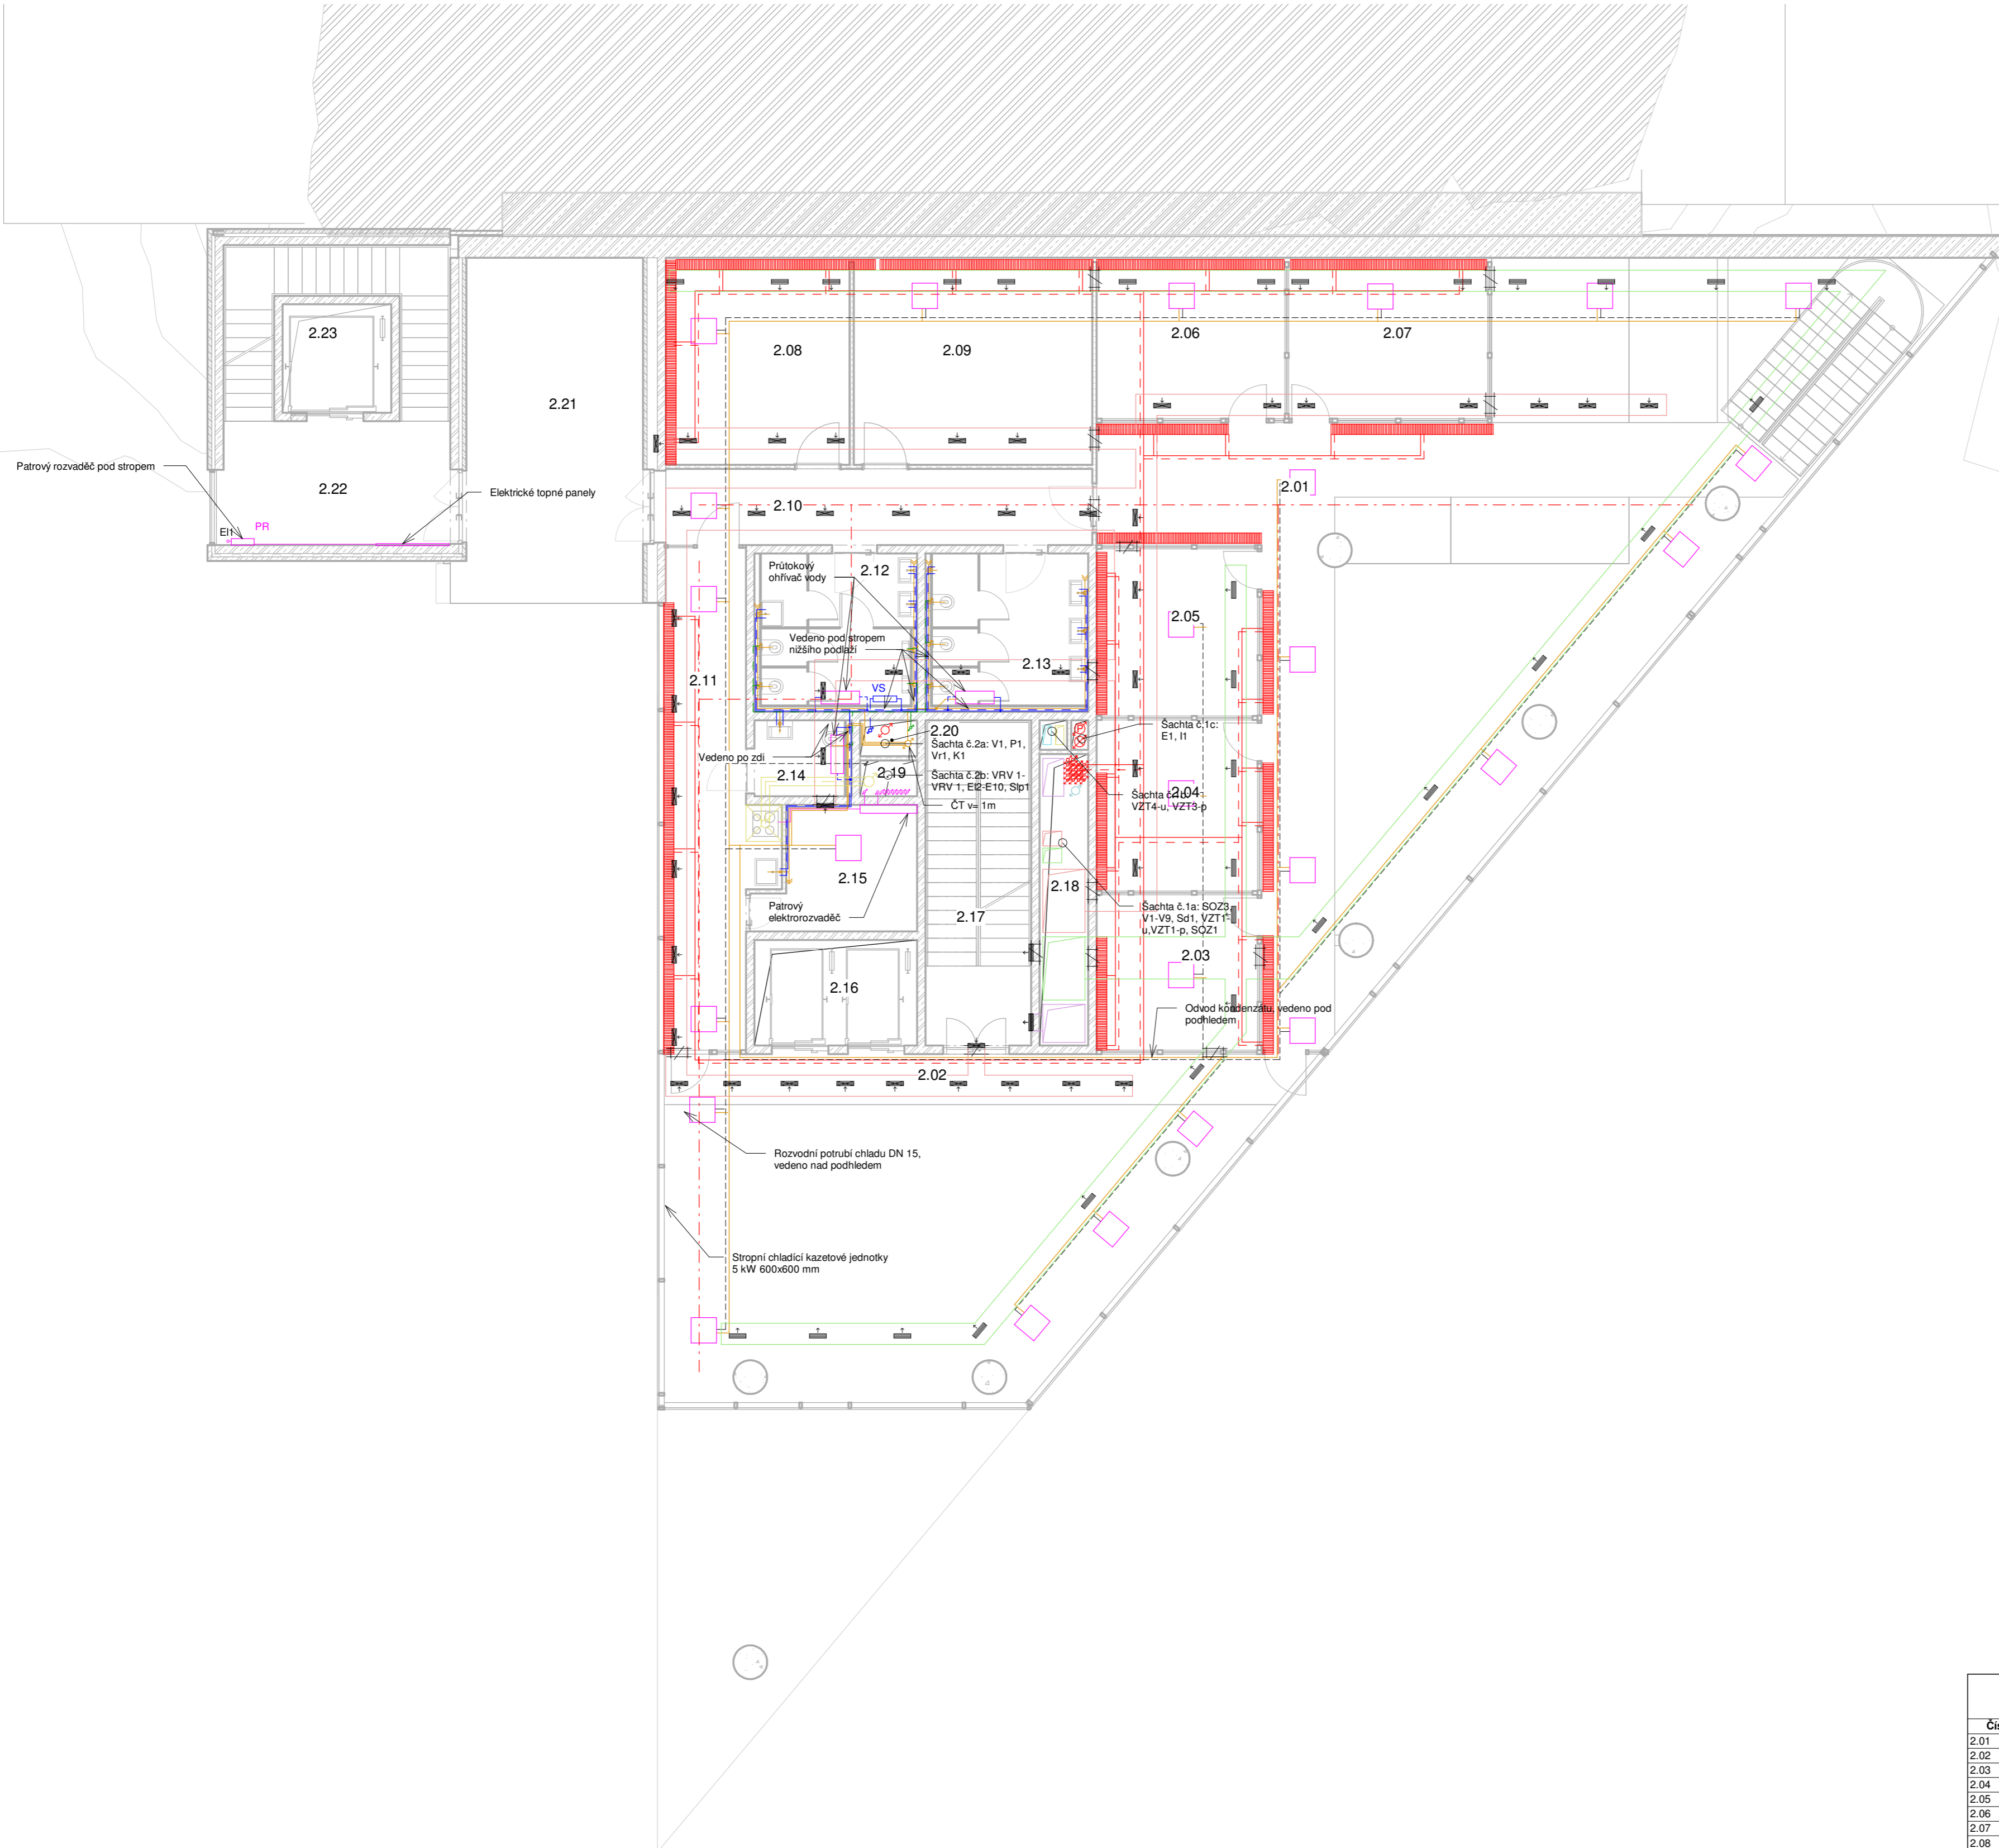 2.23
2.08
2.09
2.06
2.07
2.21
Patrový rozvaděč pod stropem
2.22
Elektrické topné panely
2.01
2.10
El1
PR
Průtokový
ohřívač vody
2.12
2.05
Vedeno pod stropem
nižšího podlaží
2.13
2.11
VS
2.20
Šachta č.2a: V1, P1,
Vr1, K1
Šachta č.1c:
E1, I1
Vedeno po zdi
2.14
2.19
Šachta č.2b: VRV 1-
VRV 1, El2-E10, Slp1
ČT v= 1m
2.04
VZT4-u, VZT3-p
2.15
2.18
Patrový
elektrorozvaděč
2.17
Šachta č.1a: SOZ3,
V1-V9, Sd1, VZT1-
u,VZT1-p, SOZ1
2.03
2.16
Odvod kondenzátu, vedeno pod
podhledem
2.02
Rozvodní potrubí chladu DN 15,
vedeno nad podhledem
Stropní chladící kazetové jednotky
5 kW 600x600 mm
Čís
2.01
2.02
2.03
2.04
2.05
2.06
2.07
2.08